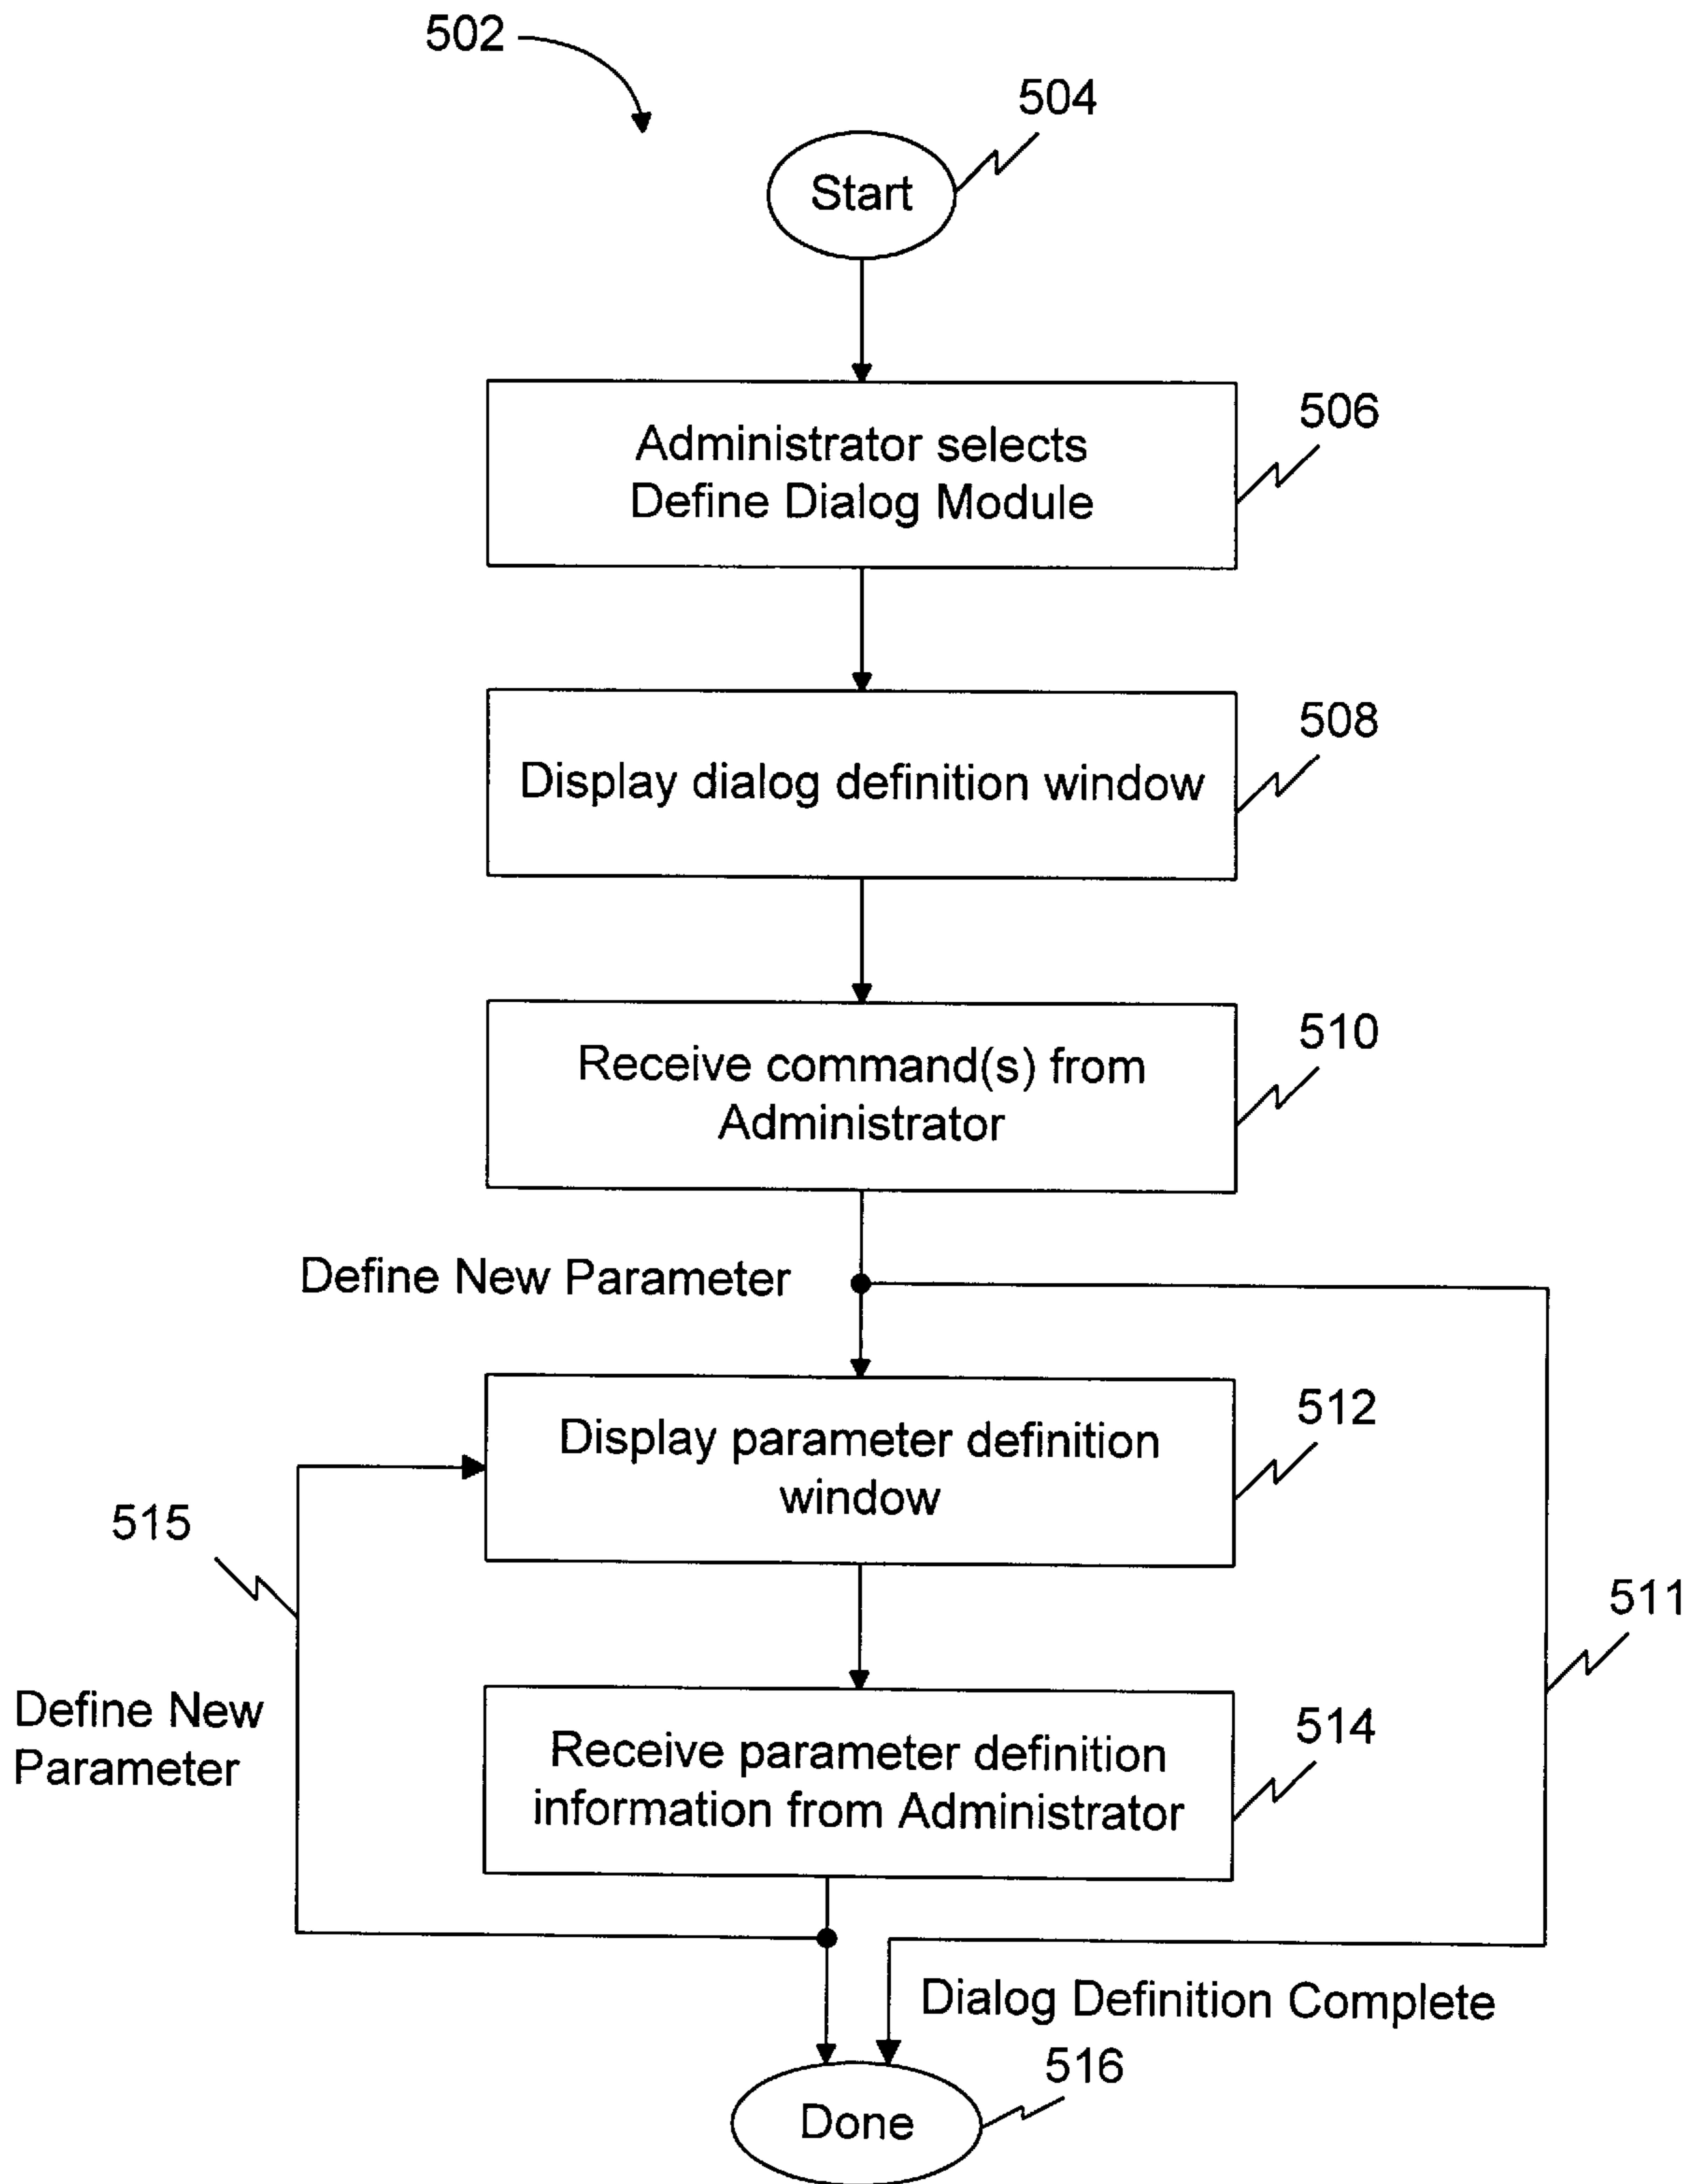 502
504
Start
506
Administrator selects
Define Dialog Module
508
Display dialog definition window
510
Receive command(s) from
Administrator
Define New Parameter
512
Display parameter definition
window
515
511
Define New
Parameter
514
Receive parameter definition
information from Administrator
Dialog Definition Complete
516
Done